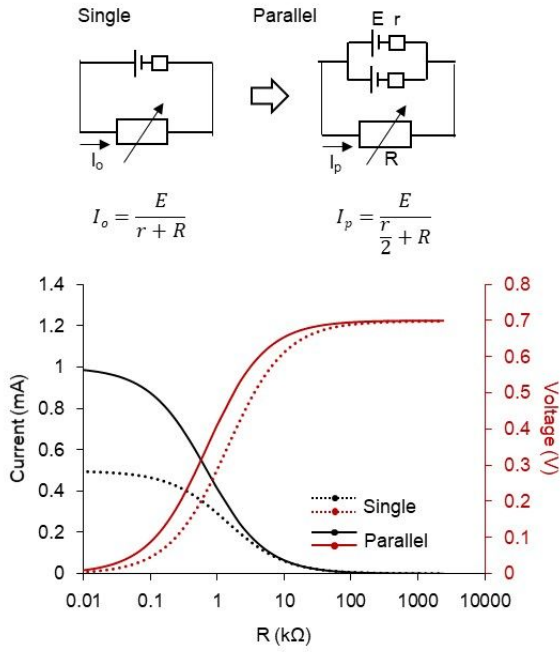 Single
Parallel
E r
I_o
I_p
R
I_o = E / (r + R)
I_p = E / (r/2 + R)
1.4
1.2
1
0.8
0.6
0.4
0.2
0
Current (mA)
0.8
0.7
0.6
0.5
0.4
0.3
0.2
0.1
0
Voltage (V)
Single
Parallel
0.01 0.1 1 10 100 1000 10000
R (kΩ)